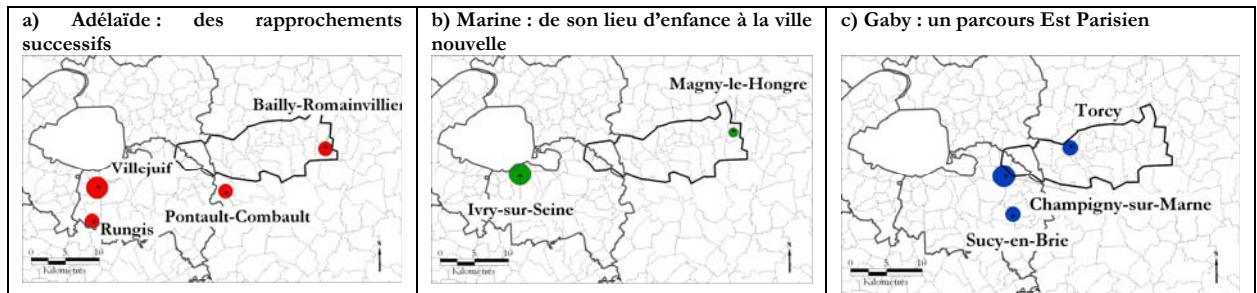 a) Adélaïde : des rapprochements
successifs
Bailly-Romainvillier
Villejuif
Pontault-Combault
Rungis
0 5 10
Kilomètres
N
b) Marine : de son lieu d’enfance à la ville
nouvelle
Magny-le-Hongre
Ivry-sur-Seine
0 5 10
Kilomètres
N
c) Gaby : un parcours Est Parisien
Torcy
Champigny-sur-Marne
Sucy-en-Brie
0 5 10
Kilomètres
N